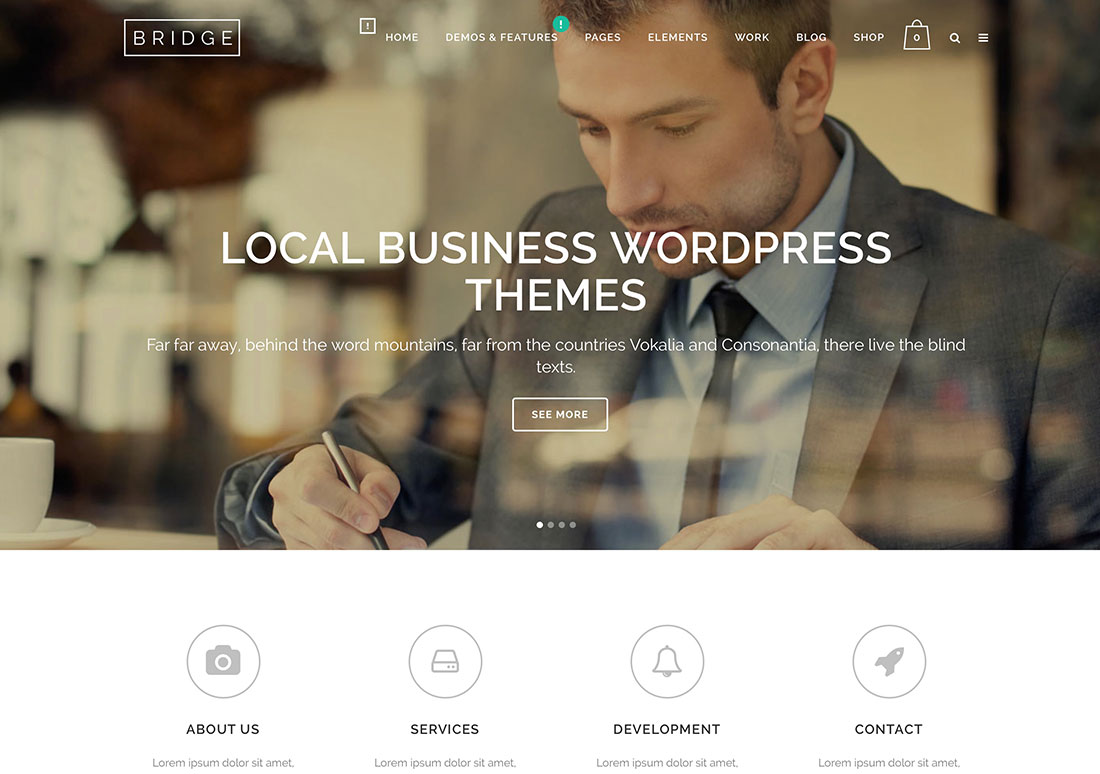 BRIDGE
! HOME DEMOS & FEATURES ! PAGES ELEMENTS WORK BLOG SHOP 0
LOCAL BUSINESS WORDPRESS
THEMES
Far far away, behind the word mountains, far from the countries Vokalia and Consonantia, there live the blind
texts.
SEE MORE
ABOUT US SERVICES DEVELOPMENT CONTACT
Lorem ipsum dolor sit amet, Lorem ipsum dolor sit amet, Lorem ipsum dolor sit amet, Lorem ipsum dolor sit amet,